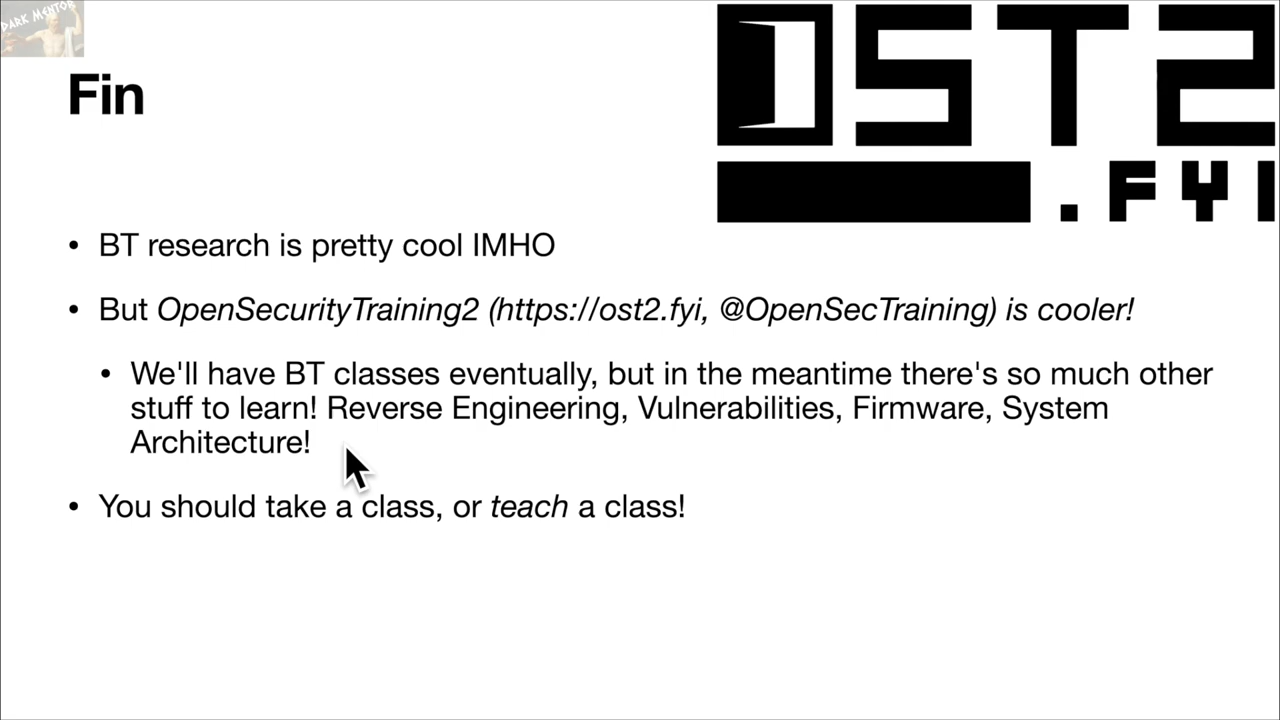 DARK MENTOR
OST2
.FYI
Fin
• BT research is pretty cool IMHO
• But OpenSecurityTraining2 (https://ost2.fyi, @OpenSecTraining) is cooler!
• We'll have BT classes eventually, but in the meantime there's so much other
stuff to learn! Reverse Engineering, Vulnerabilities, Firmware, System
Architecture!
• You should take a class, or teach a class!